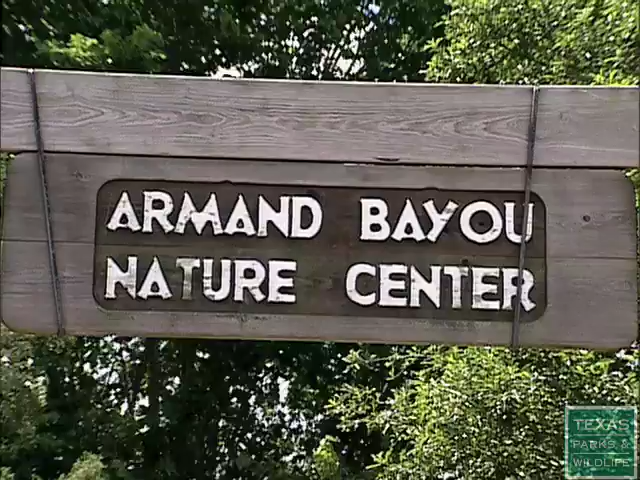 ARMAND BAYOU
NATURE CENTER
TEXAS
PARKS &
WILDLIFE